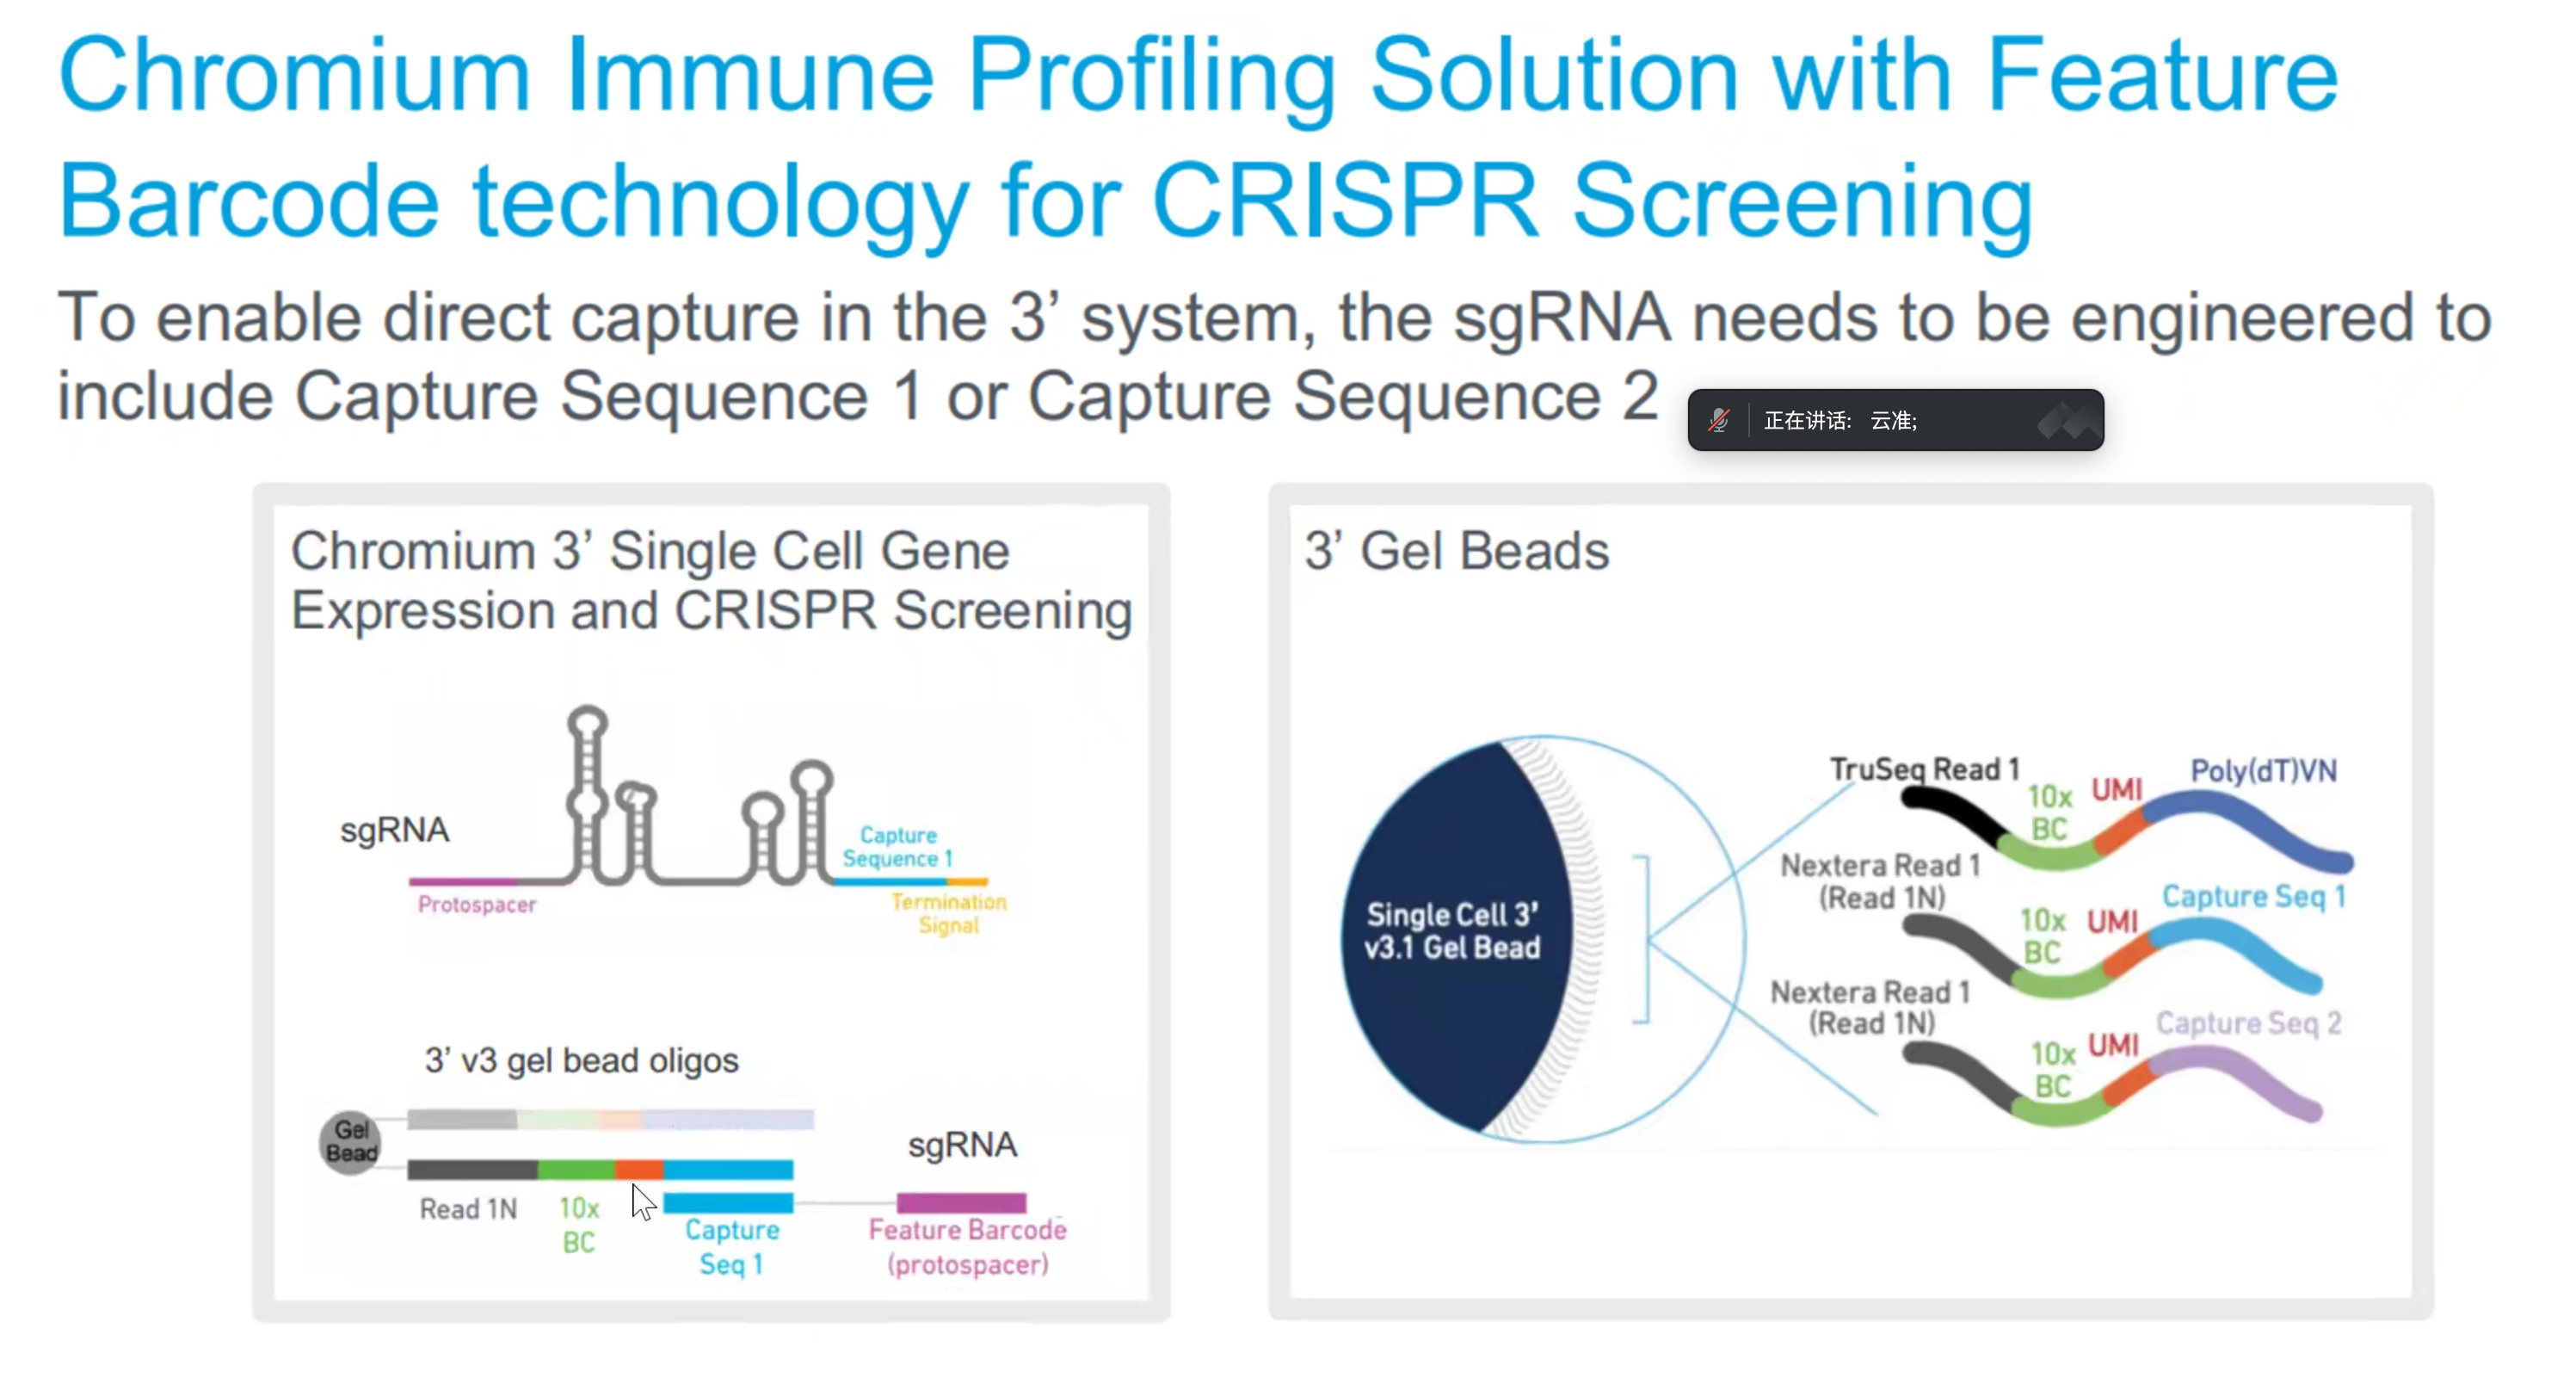 Chromium Immune Profiling Solution with Feature
Barcode technology for CRISPR Screening
To enable direct capture in the 3’ system, the sgRNA needs to be engineered to
include Capture Sequence 1 or Capture Sequence 2
正在讲话: 云准;
Chromium 3’ Single Cell Gene
Expression and CRISPR Screening
sgRNA
Capture
Sequence 1
Protospacer
Termination
Signal
3’ v3 gel bead oligos
Gel
Bead
sgRNA
Read 1N
10x
BC
Capture
Seq 1
Feature Barcode
(protospacer)
3’ Gel Beads
Single Cell 3’
v3.1 Gel Bead
TruSeq Read 1
10x
BC
UMI
Poly(dT)VN
Nextera Read 1
(Read 1N)
10x
BC
UMI
Capture Seq 1
Nextera Read 1
(Read 1N)
10x
BC
UMI
Capture Seq 2